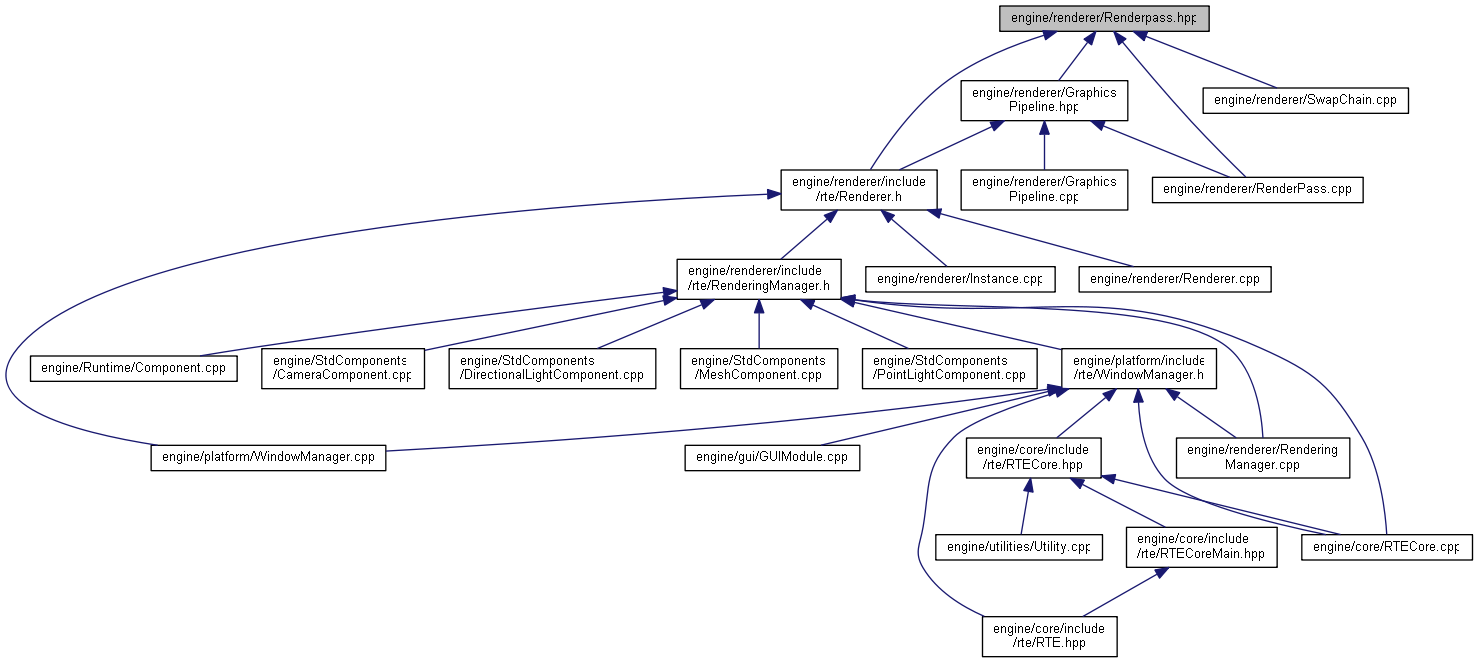 engine/renderer/Renderpass.hpp
engine/renderer/Graphics
Pipeline.hpp
engine/renderer/SwapChain.cpp
engine/renderer/include
/rte/Renderer.h
engine/renderer/Graphics
Pipeline.cpp
engine/renderer/RenderPass.cpp
engine/renderer/include
/rte/RenderingManager.h
engine/renderer/Instance.cpp
engine/renderer/Renderer.cpp
engine/Runtime/Component.cpp
engine/StdComponents
/CameraComponent.cpp
engine/StdComponents
/DirectionalLightComponent.cpp
engine/StdComponents
/MeshComponent.cpp
engine/StdComponents
/PointLightComponent.cpp
engine/platform/include
/rte/WindowManager.h
engine/platform/WindowManager.cpp
engine/gui/GUIModule.cpp
engine/core/include
/rte/RTECore.hpp
engine/renderer/Rendering
Manager.cpp
engine/utilities/Utility.cpp
engine/core/include
/rte/RTECoreMain.hpp
engine/core/RTECore.cpp
engine/core/include
/rte/RTE.hpp